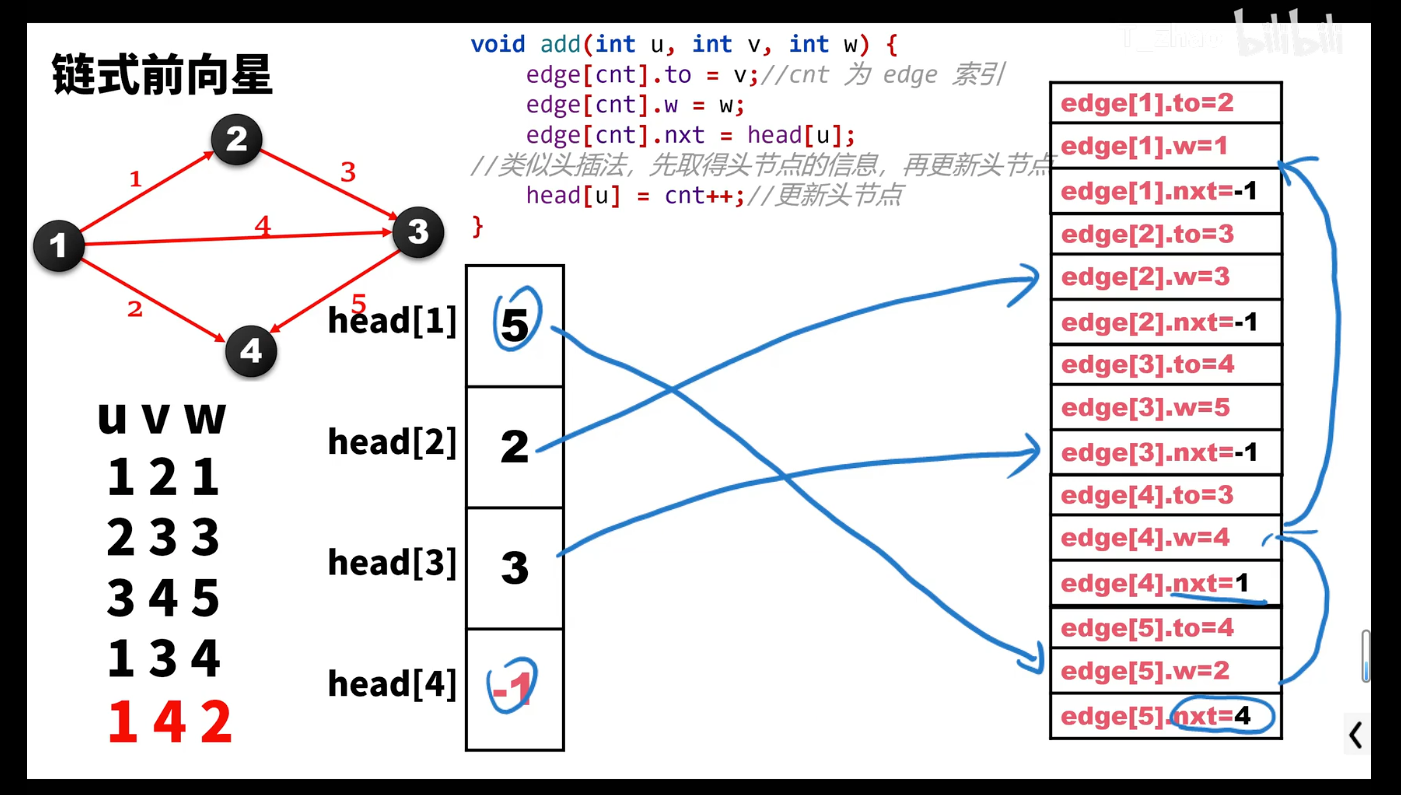 链式前向星
void add(int u, int v, int w) {
edge[cnt].to = v;//cnt 为 edge 索引
edge[cnt].w = w;
edge[cnt].nxt = head[u];
//类似头插法，先取得头节点的信息，再更新头节点
head[u] = cnt++;//更新头节点
}
bilibili
1
2
3
4
1
3
4
2
5
u v w
1 2 1
2 3 3
3 4 5
1 3 4
1 4 2
head[1] 5
head[2] 2
head[3] 3
head[4] -1
edge[1].to=2
edge[1].w=1
edge[1].nxt=-1
edge[2].to=3
edge[2].w=3
edge[2].nxt=-1
edge[3].to=4
edge[3].w=5
edge[3].nxt=-1
edge[4].to=3
edge[4].w=4
edge[4].nxt=1
edge[5].to=4
edge[5].w=2
edge[5].nxt=4